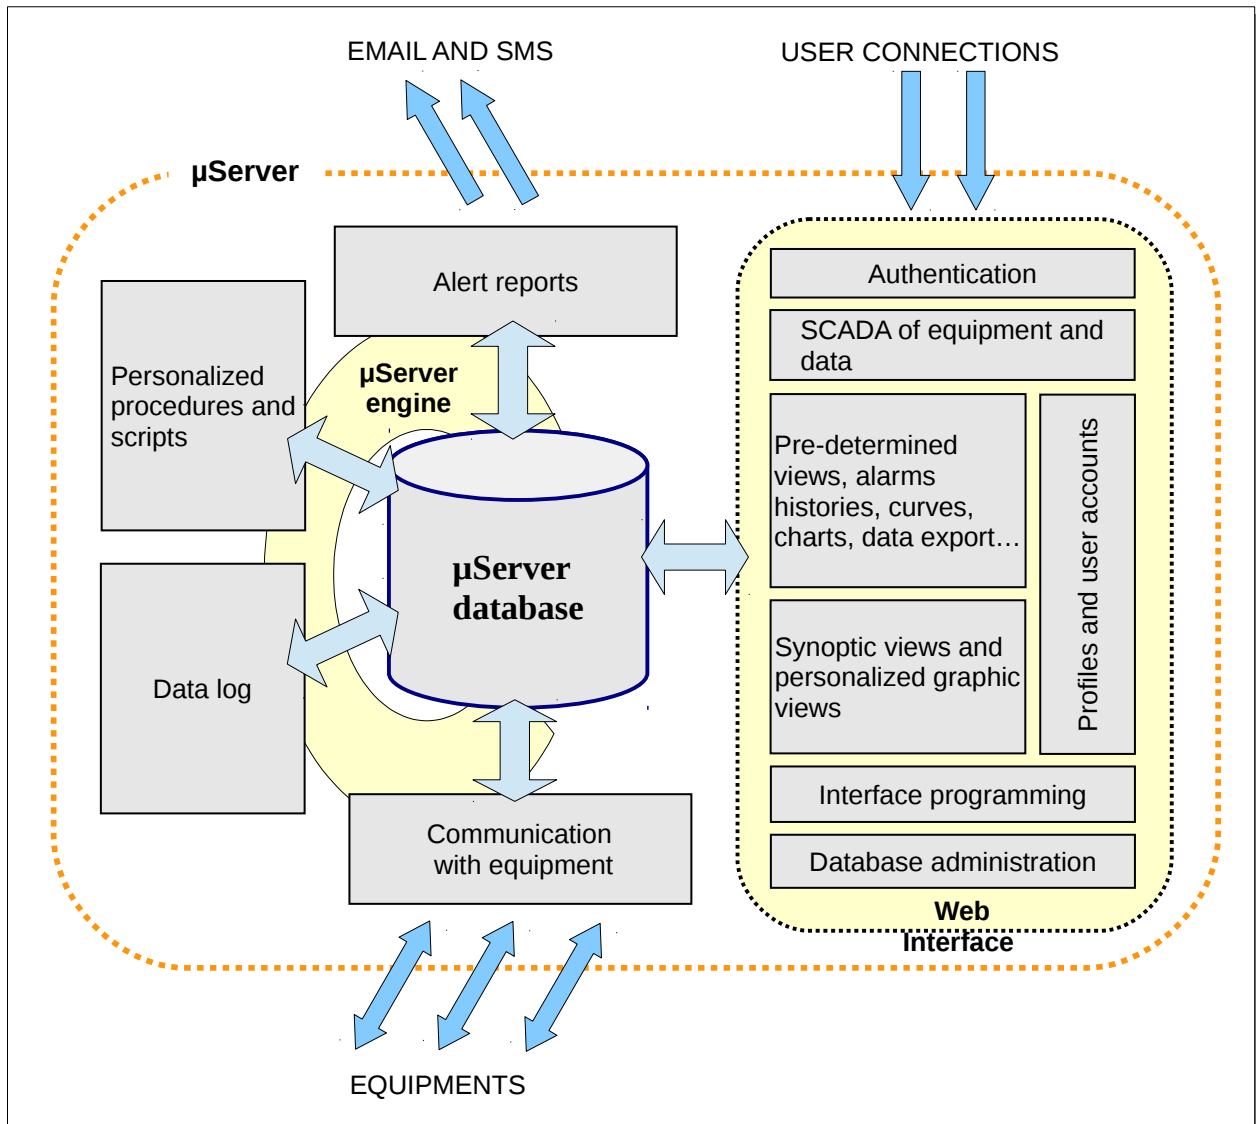 EMAIL AND SMS
USER CONNECTIONS
µServer
Alert reports
Authentication
SCADA of equipment and
data
Personalized
procedures and
scripts
µServer
engine
Pre-determined
views, alarms
histories, curves,
charts, data export…
Profiles and user accounts
µServer
database
Synoptic views and
personalized graphic
views
Data log
Interface programming
Communication
with equipment
Database administration
Web
Interface
EQUIPMENTS